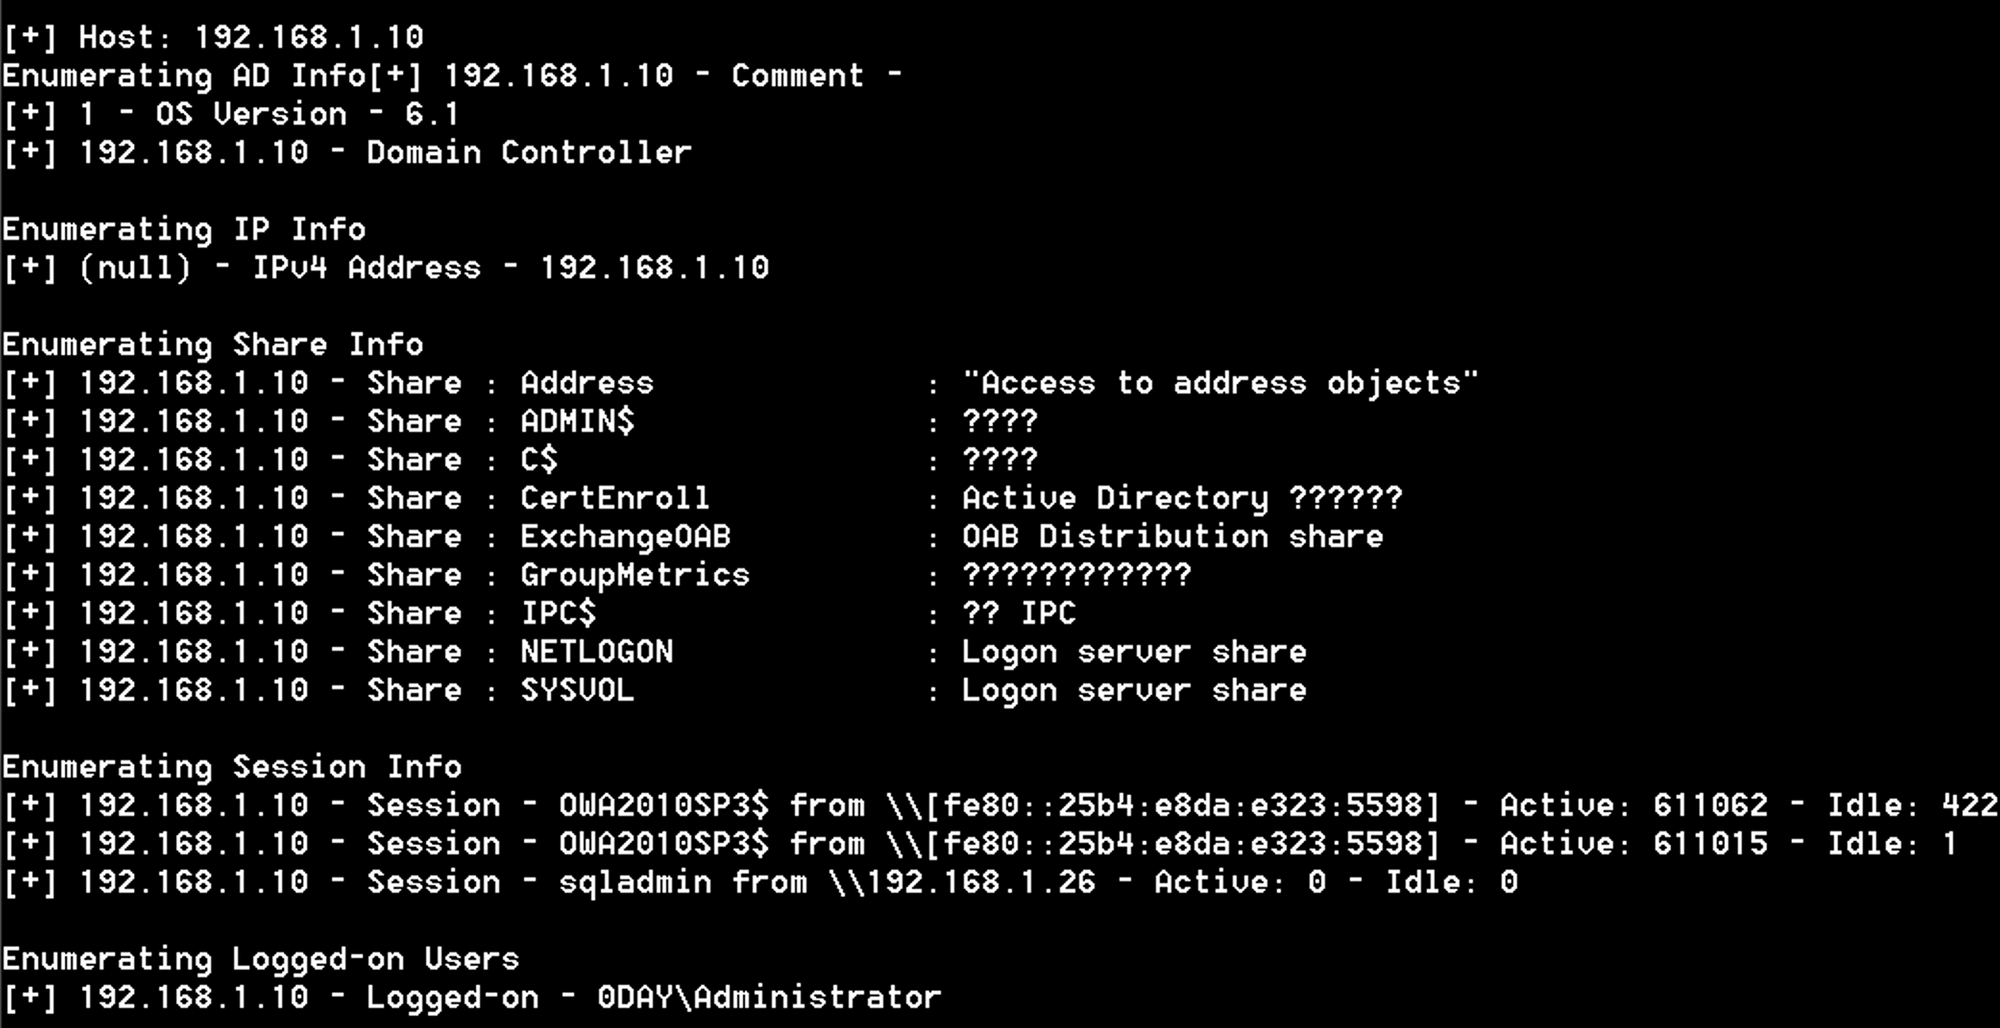 [+] Host: 192.168.1.10
Enumerating AD Info[+] 192.168.1.10 - Comment -
[+] 1 - OS Version - 6.1
[+] 192.168.1.10 - Domain Controller
Enumerating IP Info
[+] (null) - IPv4 Address - 192.168.1.10
Enumerating Share Info
[+] 192.168.1.10 - Share : Address : "Access to address objects"
[+] 192.168.1.10 - Share : ADMIN$ : ????
[+] 192.168.1.10 - Share : C$ : ????
[+] 192.168.1.10 - Share : CertEnroll : Active Directory ??????
[+] 192.168.1.10 - Share : ExchangeOAB : OAB Distribution share
[+] 192.168.1.10 - Share : GroupMetrics : ????????????
[+] 192.168.1.10 - Share : IPC$ : ?? IPC
[+] 192.168.1.10 - Share : NETLOGON : Logon server share
[+] 192.168.1.10 - Share : SYSVOL : Logon server share
Enumerating Session Info
[+] 192.168.1.10 - Session - OWA2010SP3$ from \\[fe80::25b4:e8da:e323:5598] - Active: 611062 - Idle: 422
[+] 192.168.1.10 - Session - OWA2010SP3$ from \\[fe80::25b4:e8da:e323:5598] - Active: 611015 - Idle: 1
[+] 192.168.1.10 - Session - sqladmin from \\192.168.1.26 - Active: 0 - Idle: 0
Enumerating Logged-on Users
[+] 192.168.1.10 - Logged-on - 0DAY\Administrator